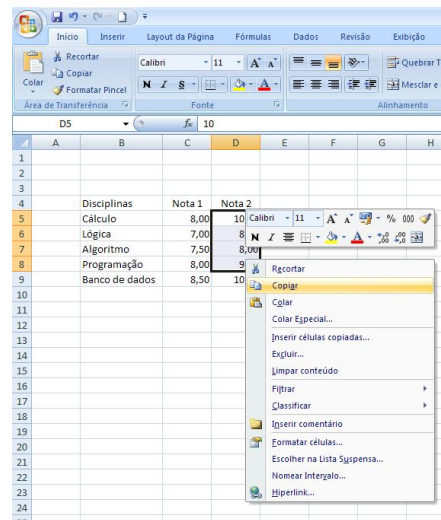 Início Inserir Layout da Página Fórmulas Dados Revisão Exibição
Colar
Recortar
Copiar
Formatar Pincel
Área de Transferência
Calibri 11 A A
N I S A
Fonte
Quebrar T
Mesclar e
Alinhamento
D5 fx 10
A B C D E F G H
1
2
3
4 Disciplinas Nota 1 Nota 2
5 Cálculo 8,00 10
6 Lógica 7,00 8
7 Algoritmo 7,50 8,00
8 Programação 8,00 9
9 Banco de dados 8,50 10
10
11
12
13
14
15
16
17
18
19
20
21
22
23
24
Calibri 11 A A % 000
N A
Recortar
Copiar
Colar
Colar Especial...
Inserir células copiadas...
Excluir...
Limpar conteúdo
Filtrar
Classificar
Inserir comentário
Formatar células...
Escolher na Lista Suspensa...
Nomear Intervalo...
Hiperlink...